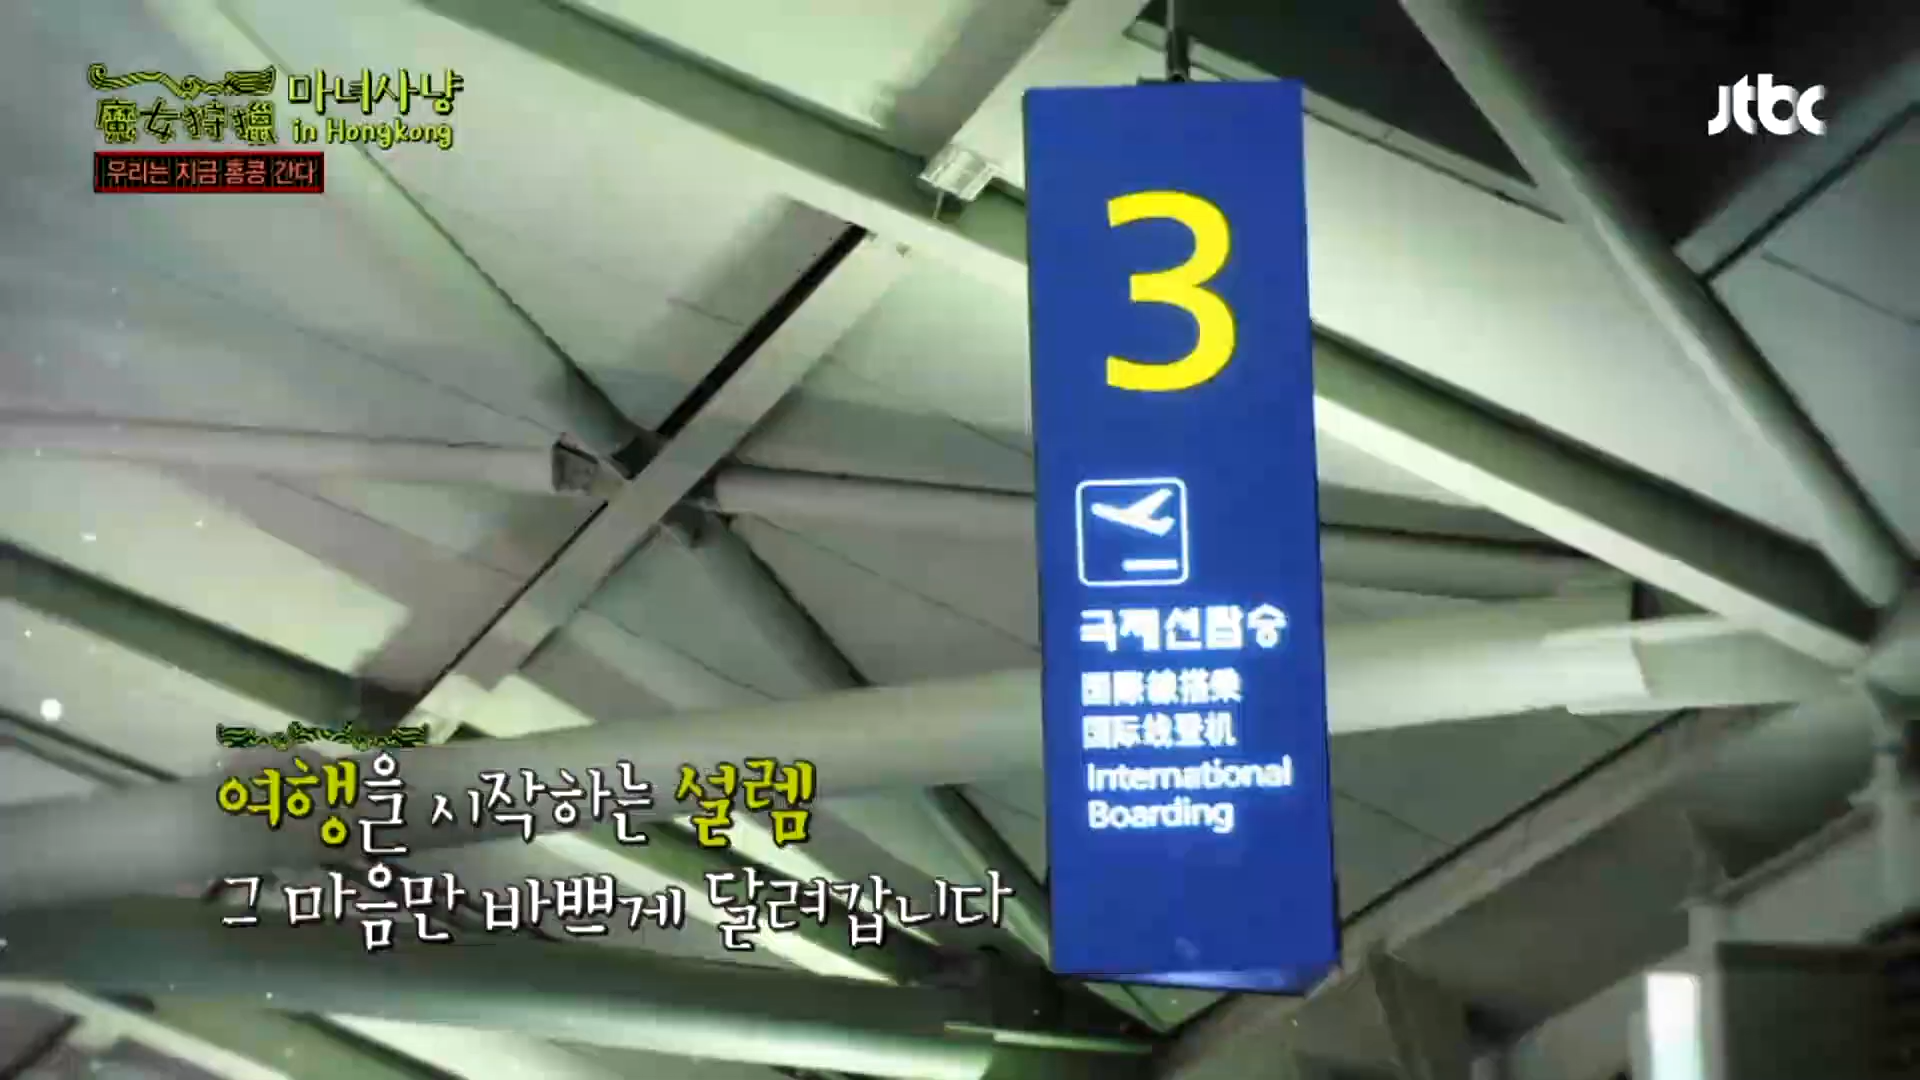 魔女狩獵 마녀사냥
in Hongkong
우리는 지금 홍콩 간다
jtbc
3
국제선탑승
国際線搭乗
国际线登机
International
Boarding
여행을 시작하는 설렘
그 마음만 바쁘게 달려갑니다